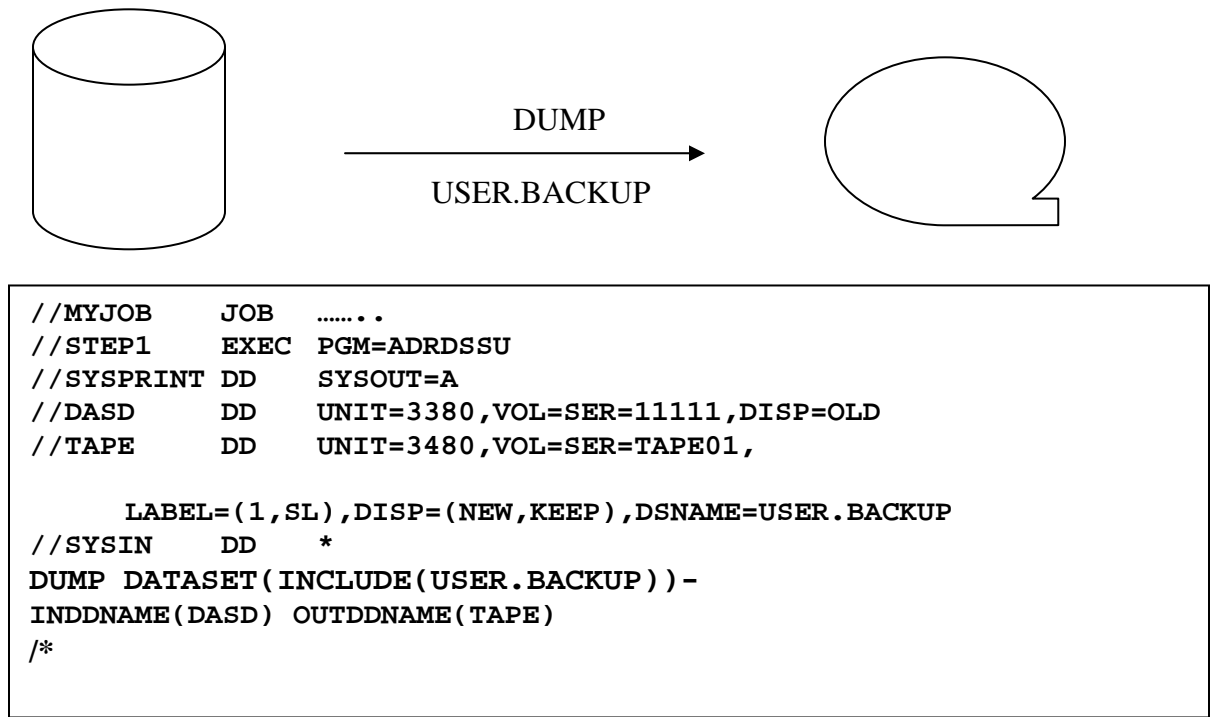 DUMP
USER.BACKUP
//MYJOB JOB ……..
//STEP1 EXEC PGM=ADRDSSU
//SYSPRINT DD SYSOUT=A
//DASD DD UNIT=3380,VOL=SER=11111,DISP=OLD
//TAPE DD UNIT=3480,VOL=SER=TAPE01,
LABEL=(1,SL),DISP=(NEW,KEEP),DSNAME=USER.BACKUP
//SYSIN DD *
DUMP DATASET(INCLUDE(USER.BACKUP))-
INDDNAME(DASD) OUTDDNAME(TAPE)
/*